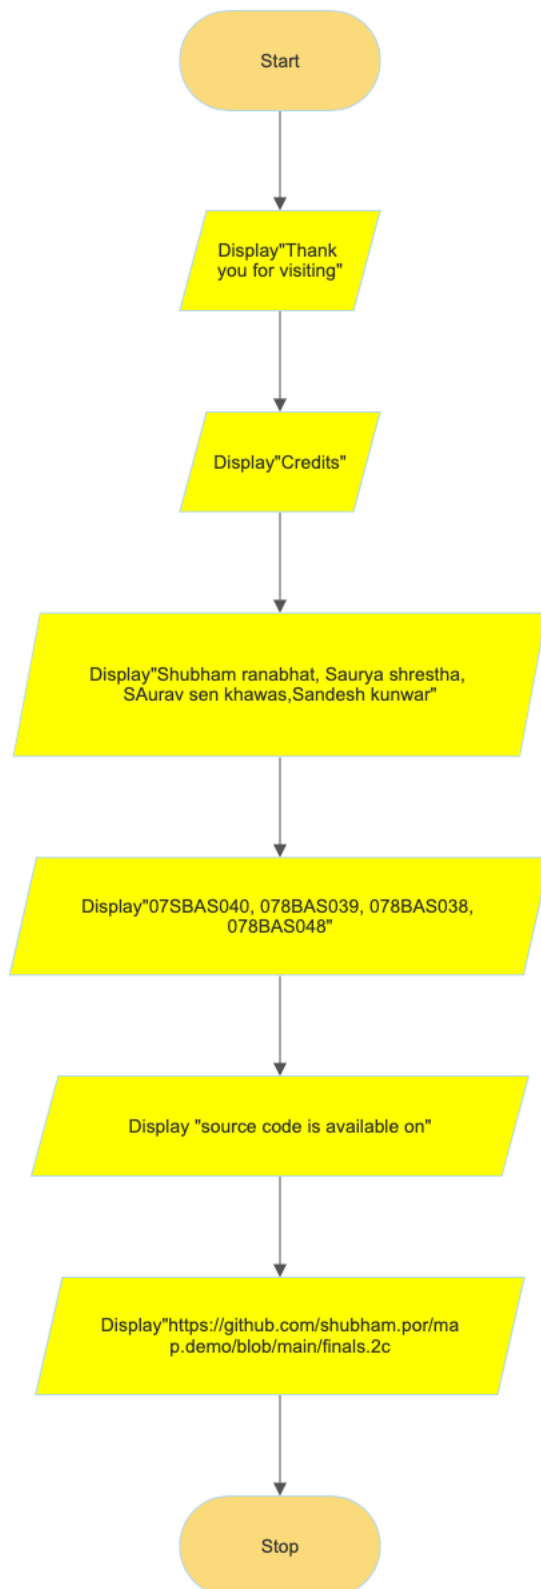 Start
Display"Thank
you for visiting"
Display"Credits"
Display"Shubham ranabhat, Saurya shrestha,
SAurav sen khawas,Sandesh kunwar"
Display"07SBAS040, 078BAS039, 078BAS038,
078BAS048"
Display "source code is available on"
Display"https://github.com/shubham.por/ma
p.demo/blob/main/finals.2c
Stop